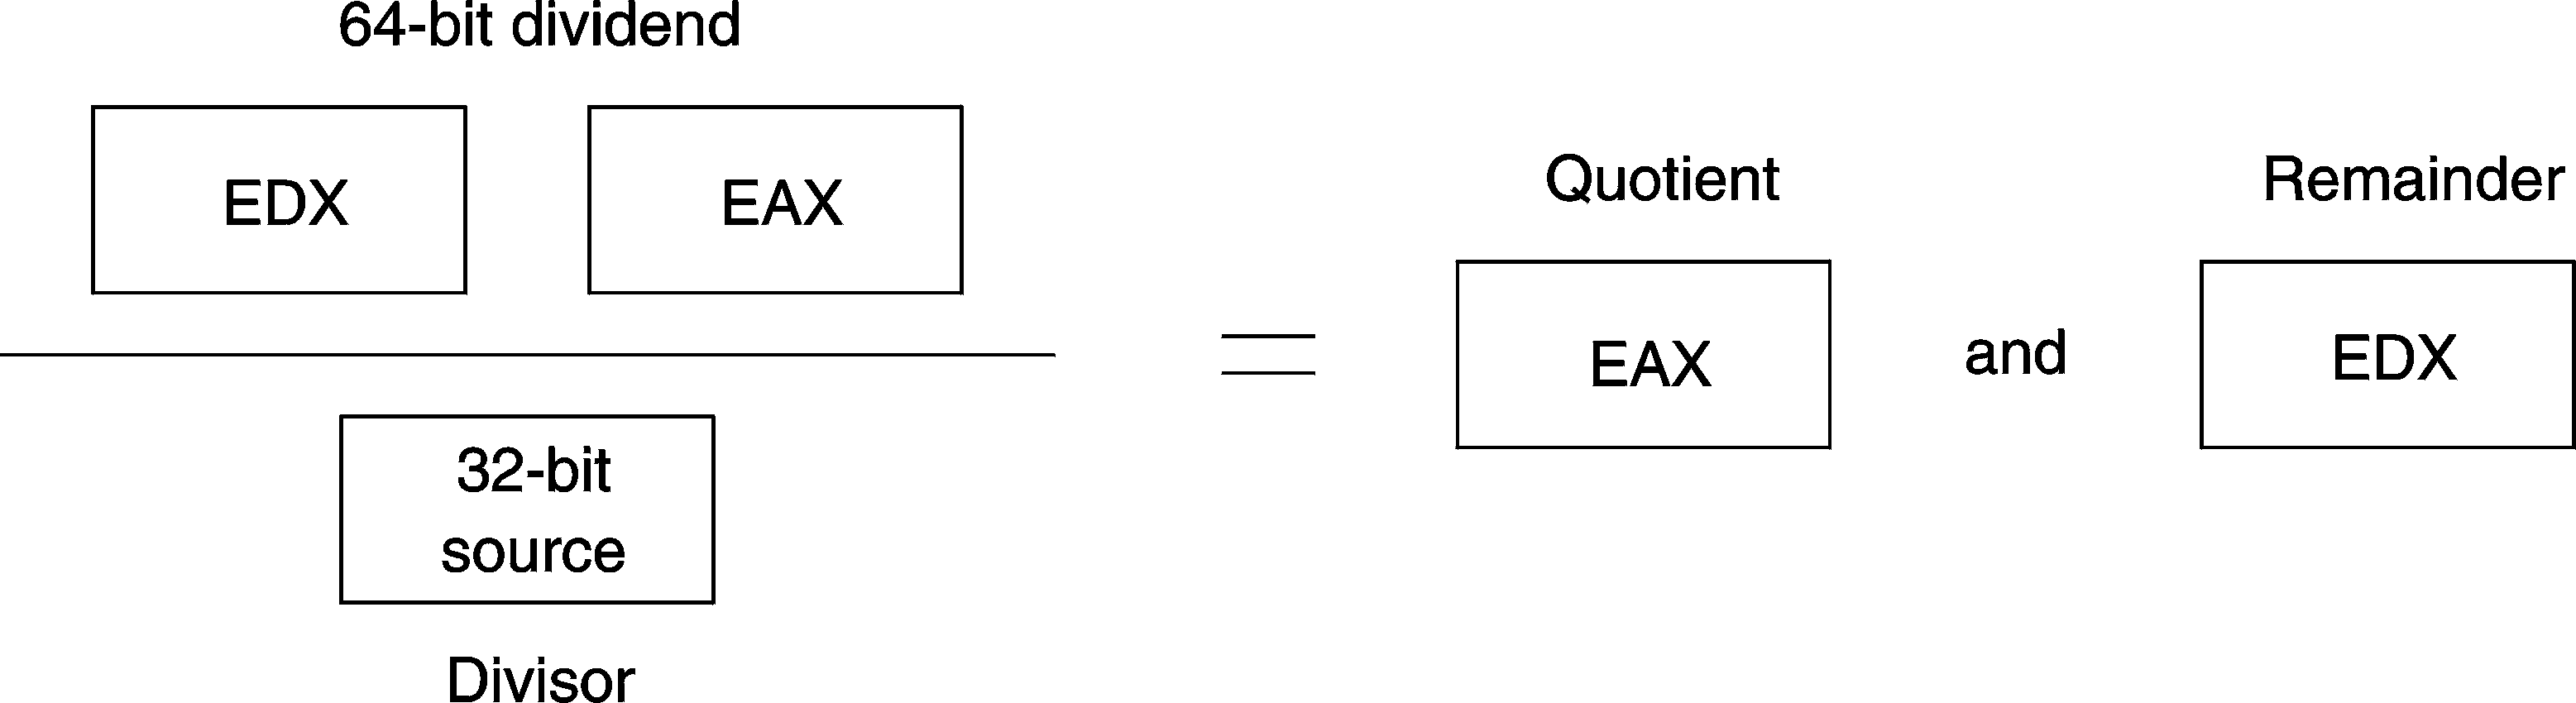 64-bit dividend
EDX
EAX
32-bit
source
Divisor
=
Quotient
EAX
and
Remainder
EDX